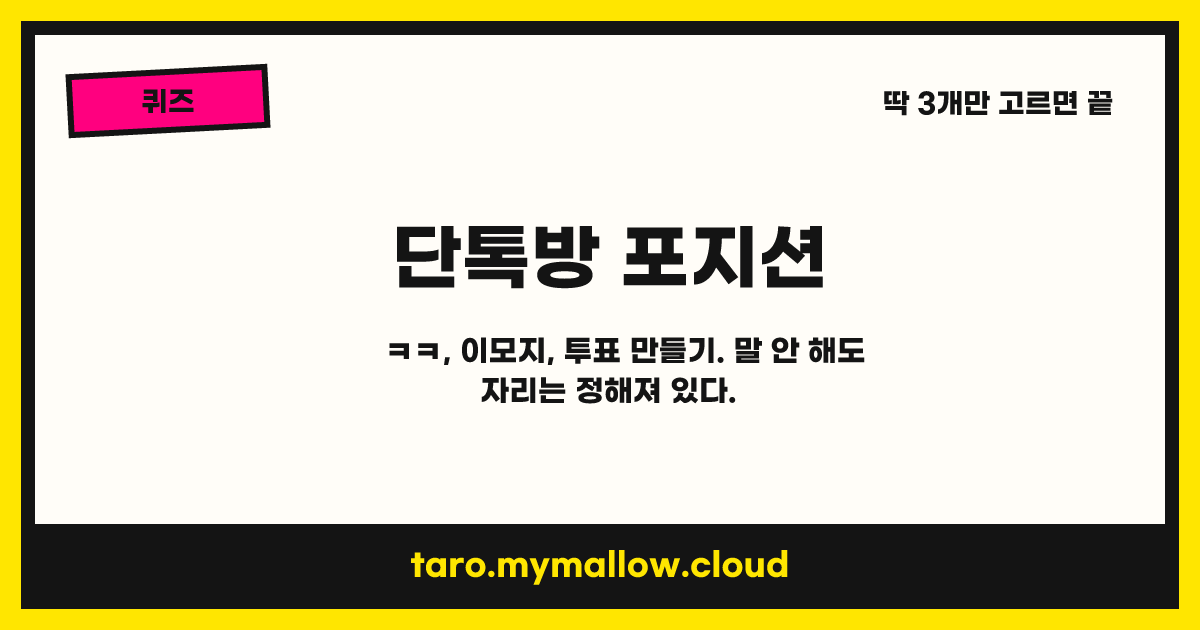 퀴즈
딱 3개만 고르면 끝
단톡방 포지션
ㅋㅋ, 이모지, 투표 만들기. 말 안 해도
자리는 정해져 있다.
taro.mymallow.cloud